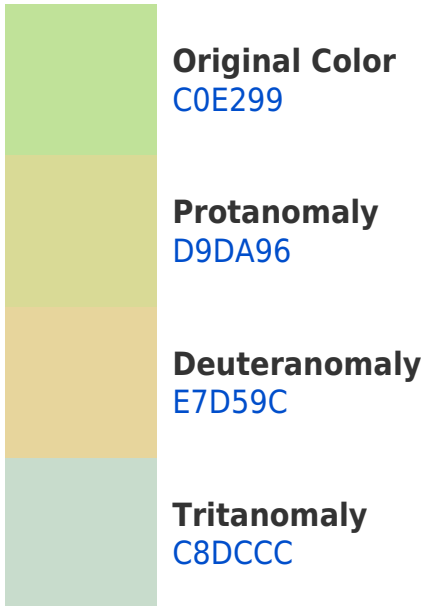 Original Color
C0E299
Protanomaly
D9DA96
Deuteranomaly
E7D59C
Tritanomaly
C8DCCC